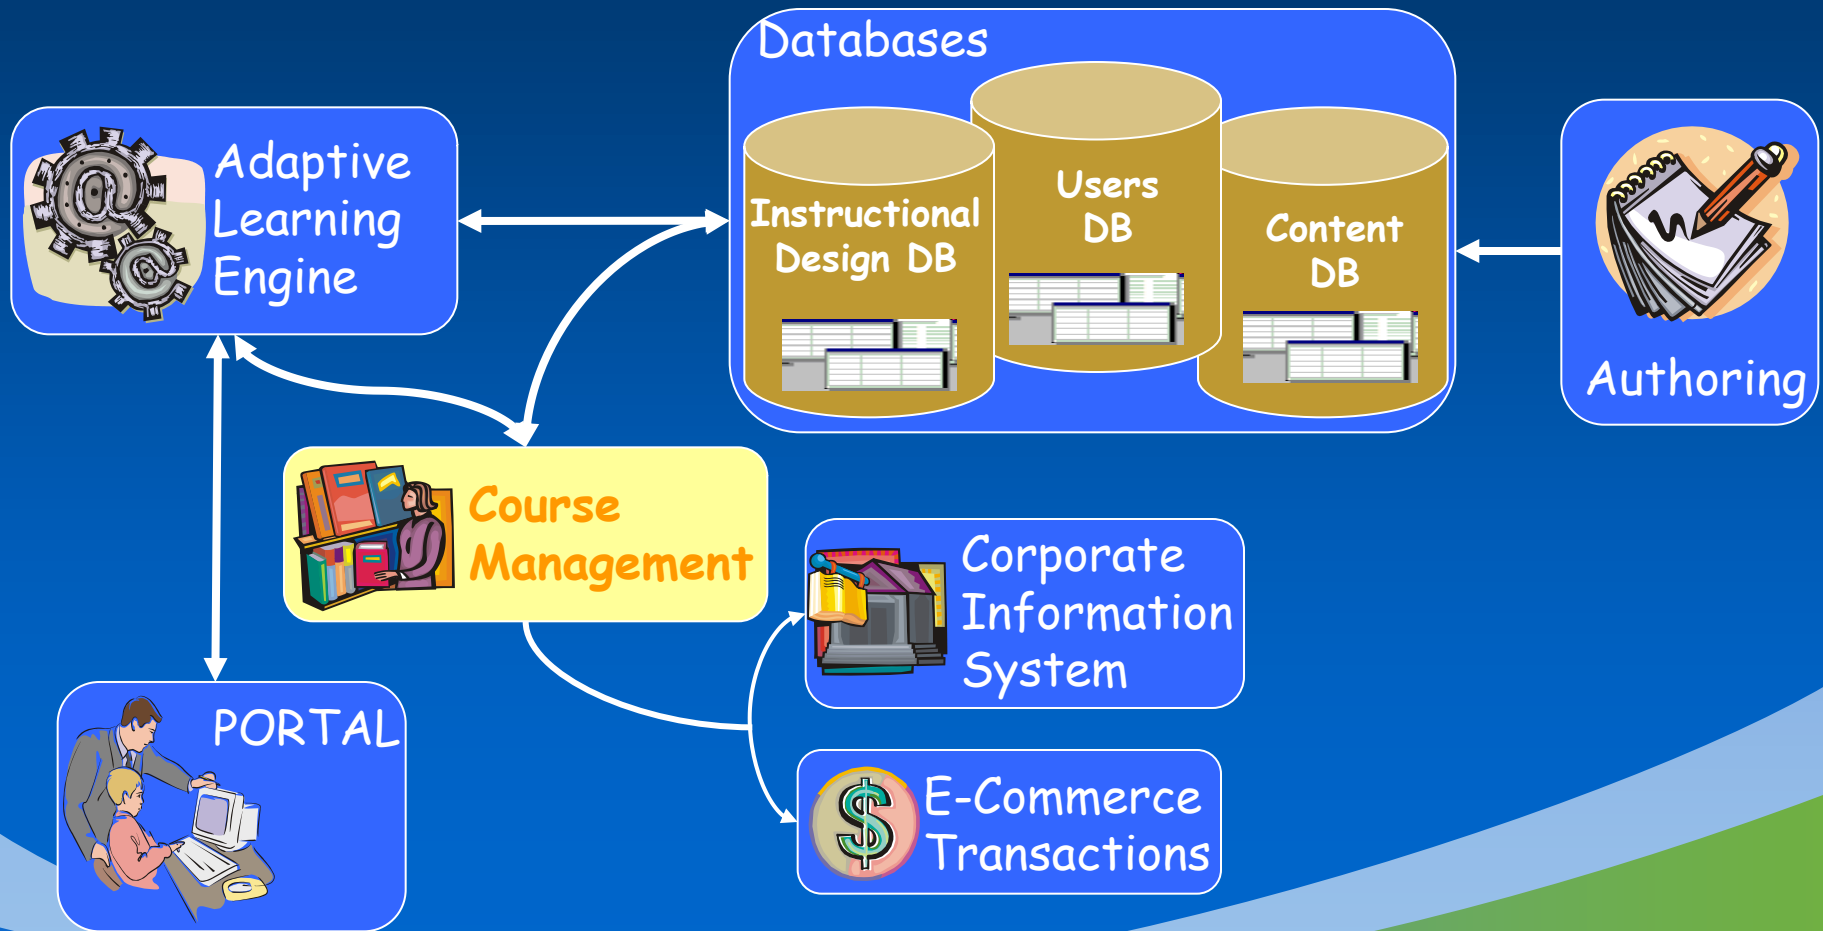 Databases
Adaptive
Learning
Engine
Instructional
Design DB
Users
DB
Content
DB
Authoring
Course
Management
Corporate
Information
System
PORTAL
E-Commerce
Transactions